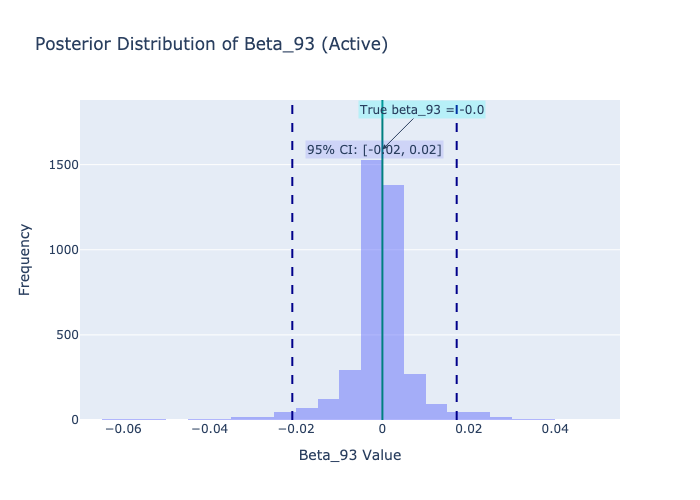 Posterior Distribution of Beta_93 (Active)
True beta_93 = -0.0
95% CI: [-0.02, 0.02]
1500
1000
500
0
Frequency
−0.06
−0.04
−0.02
0
0.02
0.04
Beta_93 Value